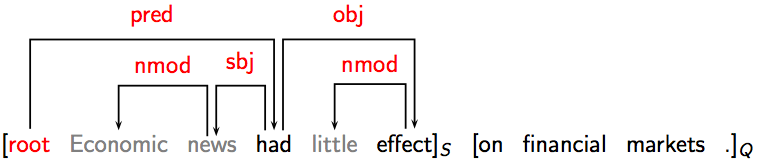 pred obj
nmod sbj nmod
[root Economic news had little effect]S [on financial markets .]Q